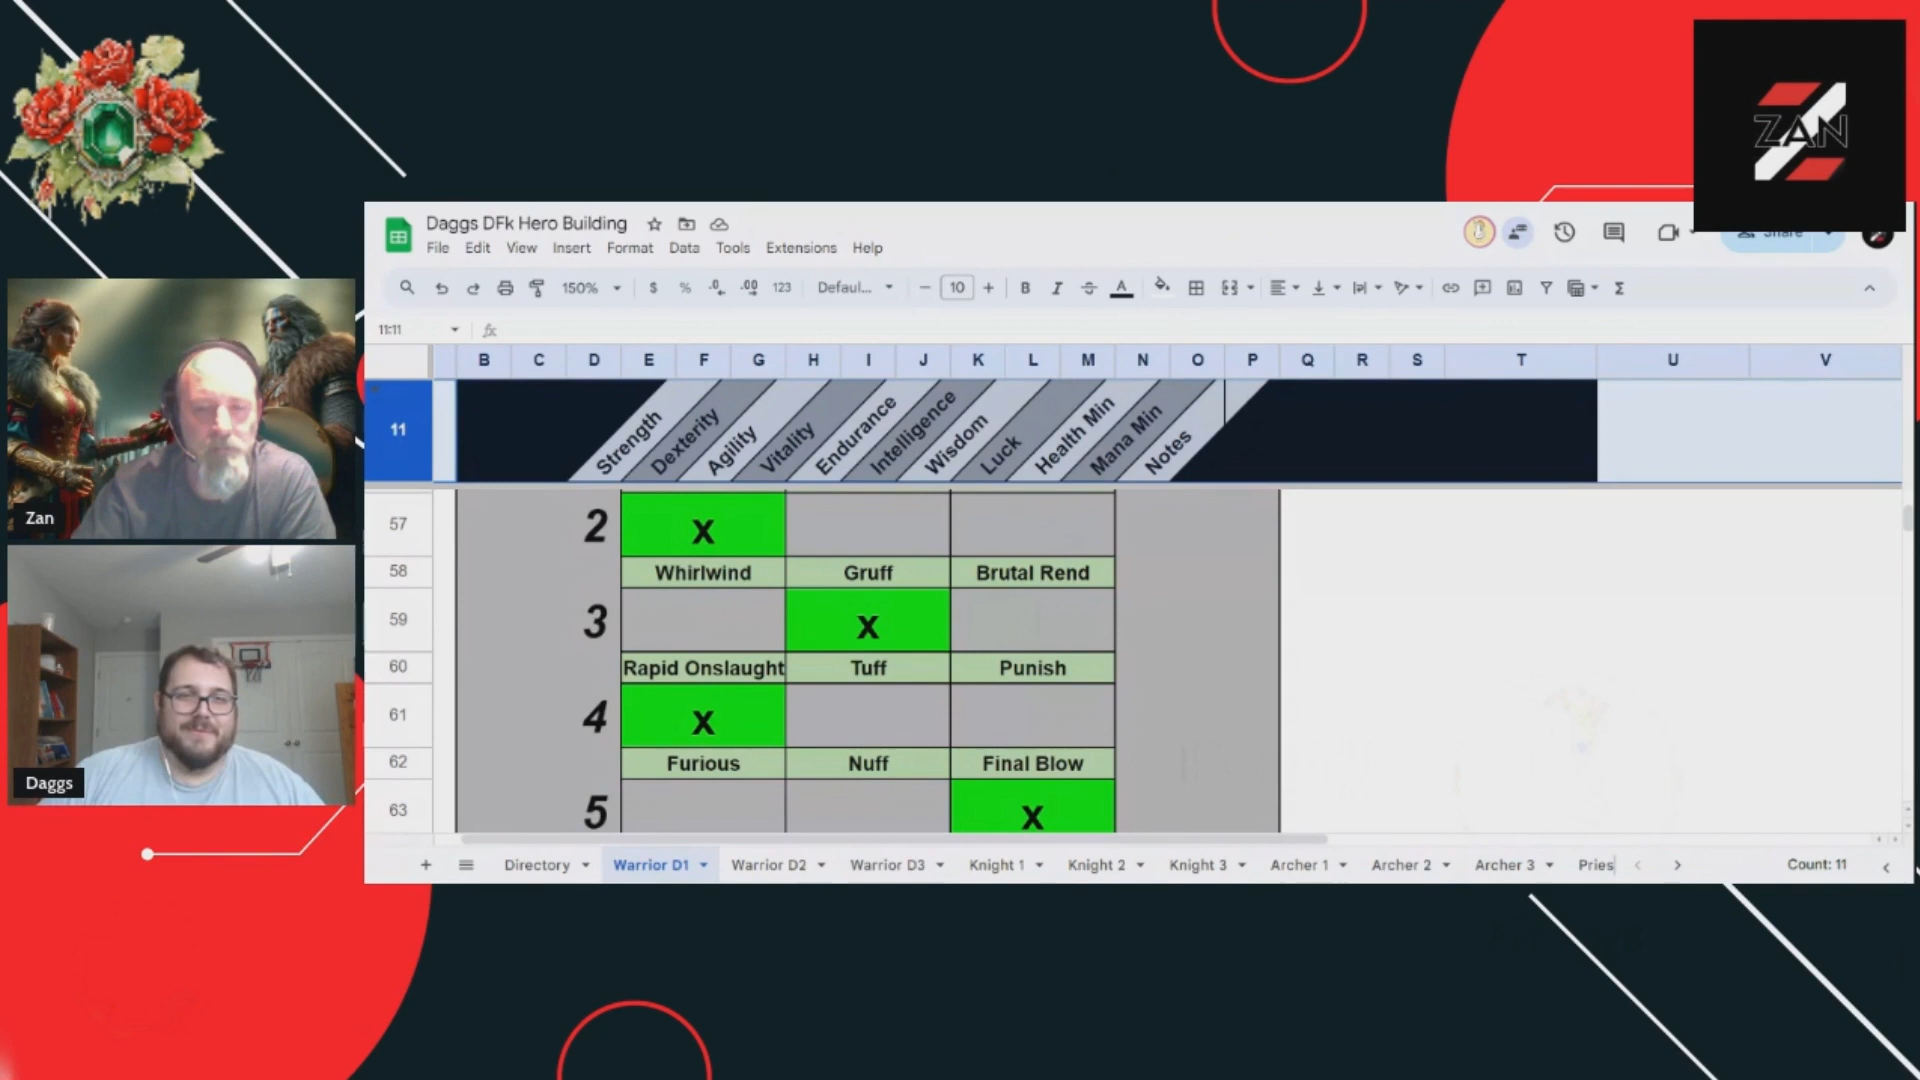 ZAN
Daggs DFk Hero Building
File Edit View Insert Format Data Tools Extensions Help
Share
150% $ % .0 .00 123 Defaul... 10 B I A
11:11 fx
B C D E F G H I J K L M N O P Q R S T U V
11 Strength Dexterity Agility Vitality Endurance Intelligence Wisdom Luck Health Min Mana Min Notes
57 2 x
58 Whirlwind Gruff Brutal Rend
59 3 x
60 Rapid Onslaught Tuff Punish
61 4 x
62 Furious Nuff Final Blow
63 5 x
Directory Warrior D1 Warrior D2 Warrior D3 Knight 1 Knight 2 Knight 3 Archer 1 Archer 2 Archer 3 Pries Count: 11
Zan
Daggs